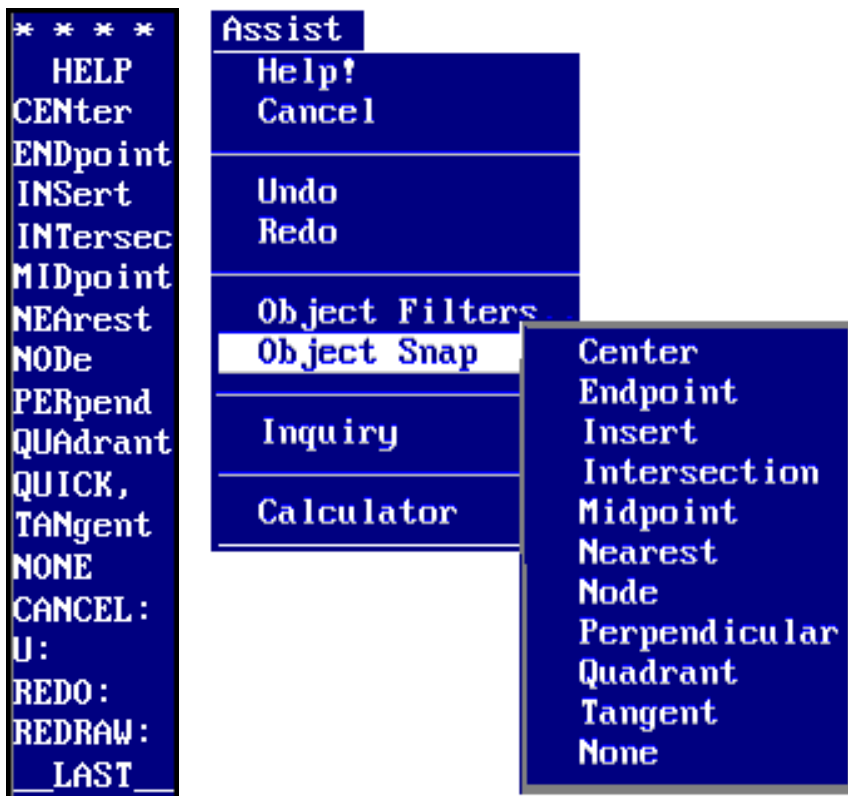 * * * *
HELP
CENter
ENDpoint
INSert
INTersec
MIDpoint
NEArest
NODe
PERpend
QUAdrant
QUICK,
TANgent
NONE
CANCEL:
U:
REDO:
REDRAW:
__LAST__
Assist
Help!
Cancel
Undo
Redo
Object Filters..
Object Snap
Inquiry
Calculator
Center
Endpoint
Insert
Intersection
Midpoint
Nearest
Node
Perpendicular
Quadrant
Tangent
None